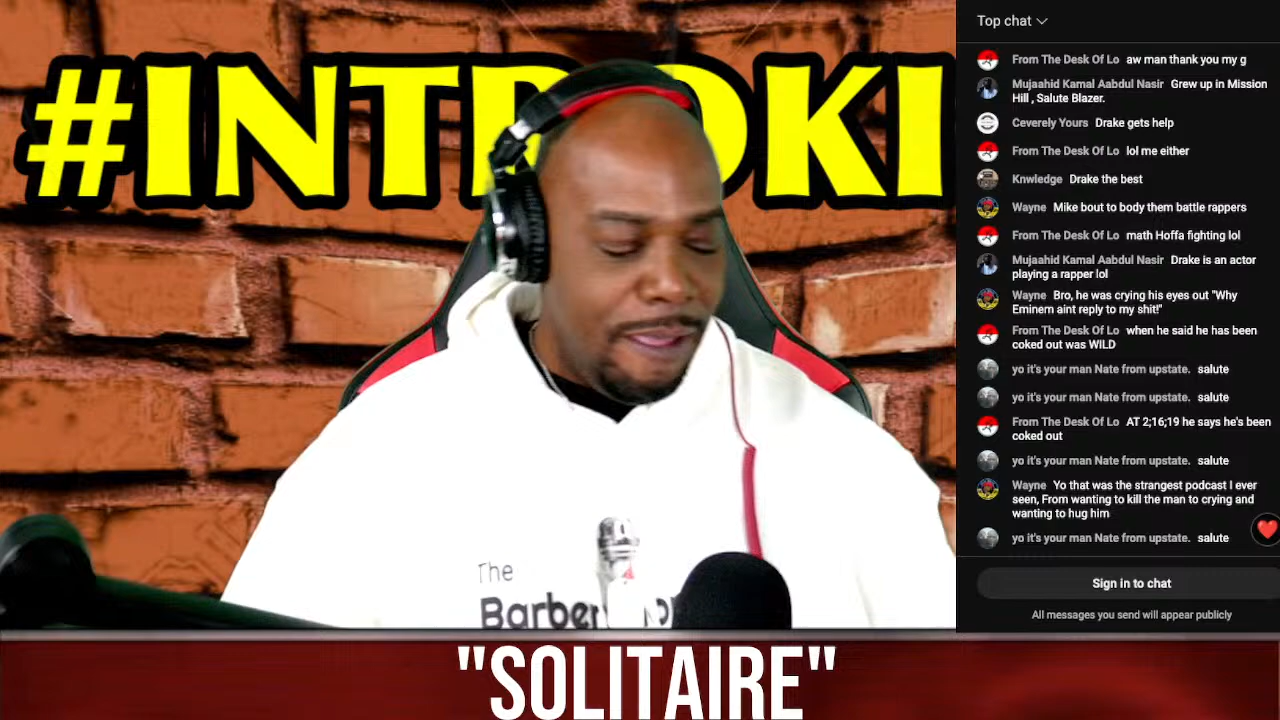 #INTROOKI
Top chat
From The Desk Of Lo aw man thank you my g
Mujaahid Kamal Aabdul Nasir Grew up in Mission
Hill , Salute Blazer.
Ceverely Yours Drake gets help
From The Desk Of Lo lol me either
Knwledge Drake the best
Wayne Mike bout to body them battle rappers
From The Desk Of Lo math Hoffa fighting lol
Mujaahid Kamal Aabdul Nasir Drake is an actor
playing a rapper lol
Wayne Bro, he was crying his eyes out "Why
Eminem aint reply to my shit!"
From The Desk Of Lo when he said he has been
coked out was WILD
yo it's your man Nate from upstate. salute
yo it's your man Nate from upstate. salute
From The Desk Of Lo AT 2;16;19 he says he's been
coked out
yo it's your man Nate from upstate. salute
Wayne Yo that was the strangest podcast I ever
seen, From wanting to kill the man to crying and
wanting to hug him
yo it's your man Nate from upstate. salute
Sign in to chat
All messages you send will appear publicly
The
Barber
"SOLITAIRE"